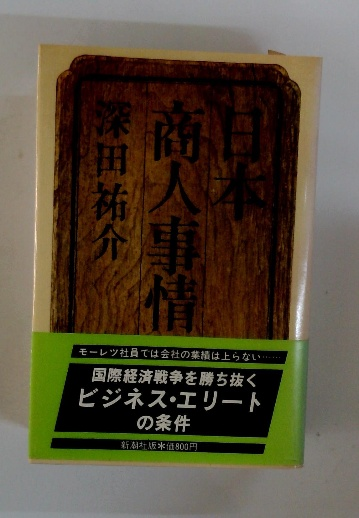 日本
商人事情
深田祐介
モーレツ社員では会社の業績は上らない……
国際経済戦争を勝ち抜く
ビジネス・エリート
の条件
新潮社版＊価800円